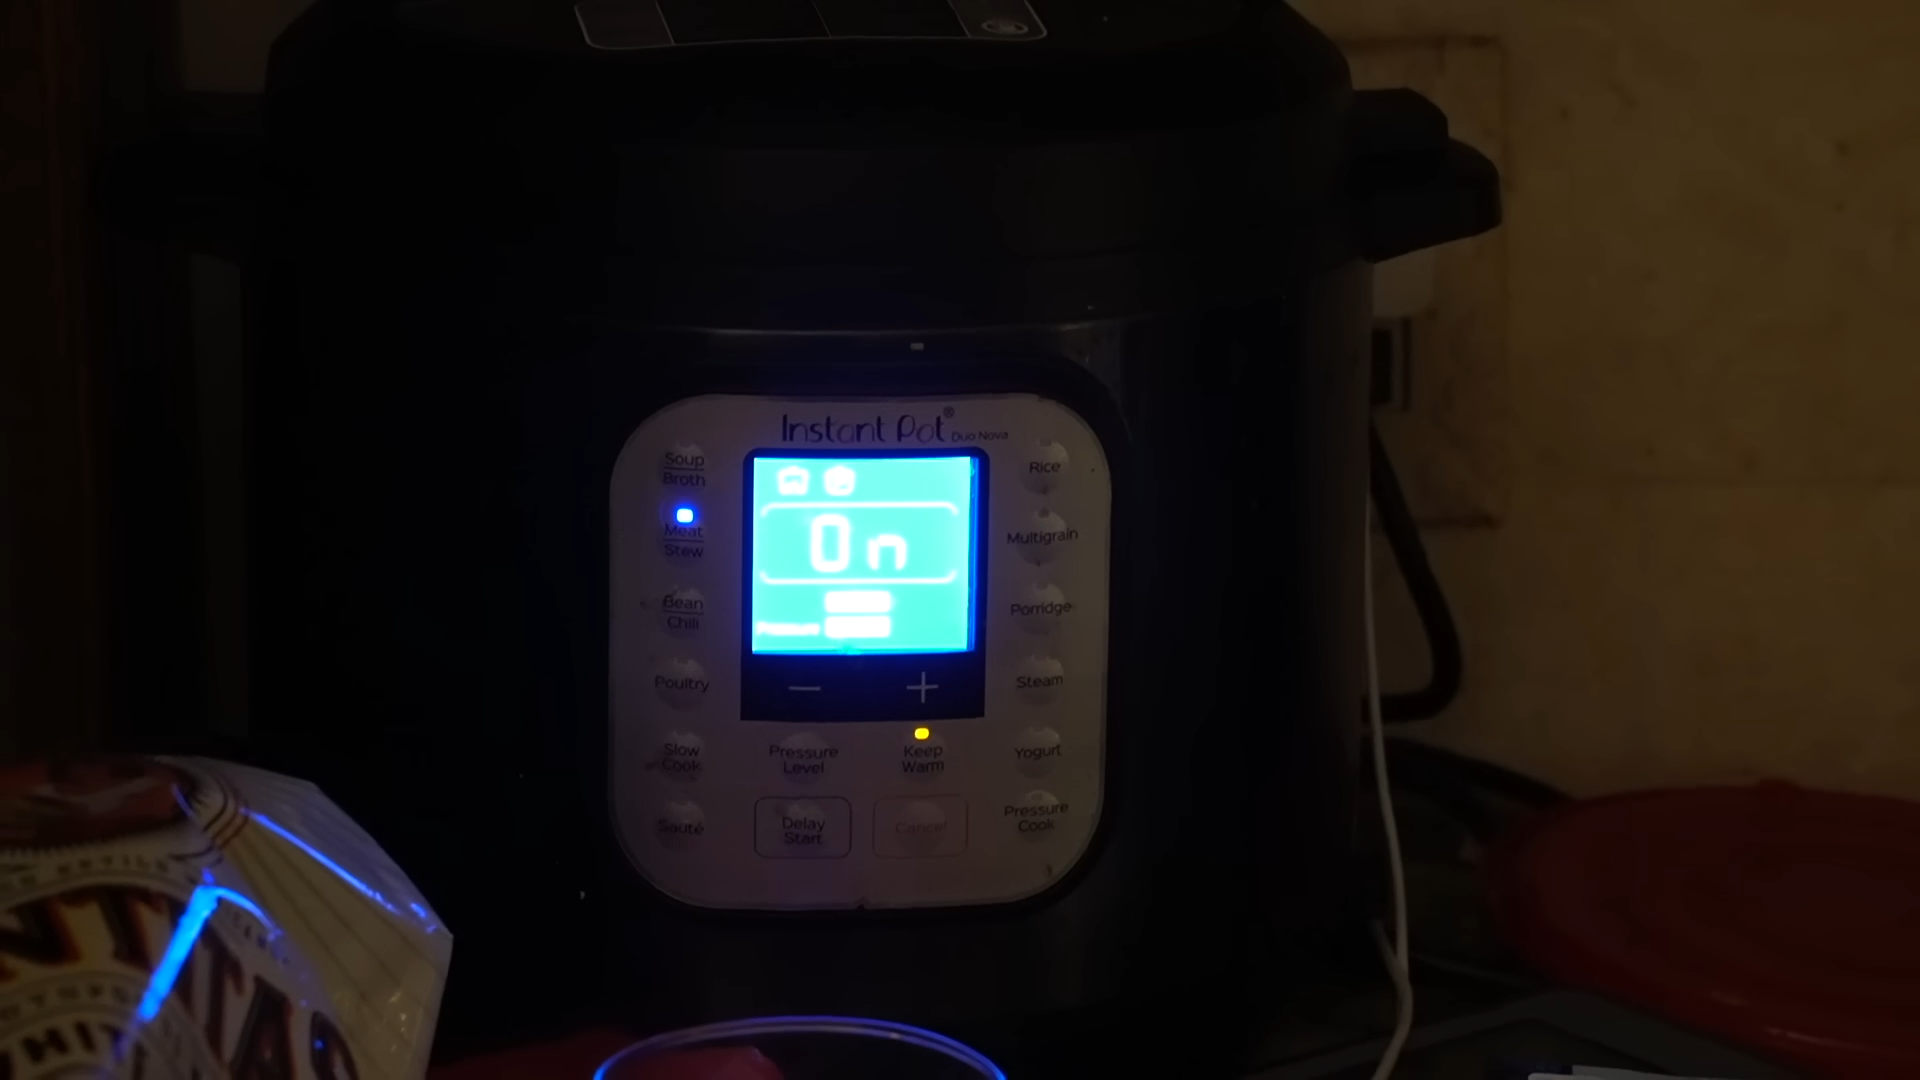 Instant Pot® Duo Nova
Soup
Broth
Meat
Stew
Bean
Chili
Poultry
Slow
Cook
Sauté
On
Pressure
− +
Pressure
Level
Keep
Warm
Delay
Start
Cancel
Rice
Multigrain
Porridge
Steam
Yogurt
Pressure
Cook